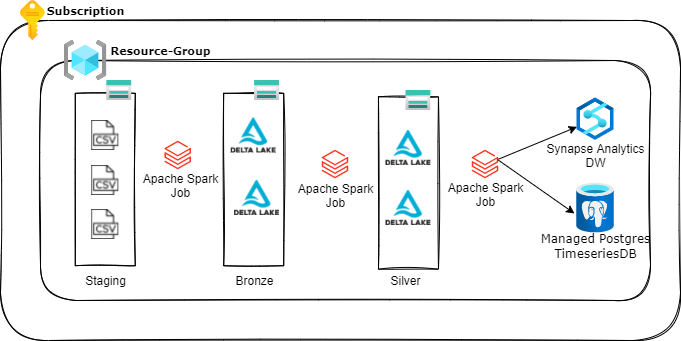 Subscription
Resource-Group
CSV
CSV
CSV
Staging
Apache Spark
Job
DELTA LAKE
DELTA LAKE
Bronze
Apache Spark
Job
DELTA LAKE
DELTA LAKE
Silver
Apache Spark
Job
Synapse Analytics
DW
Managed Postgres
TimeseriesDB